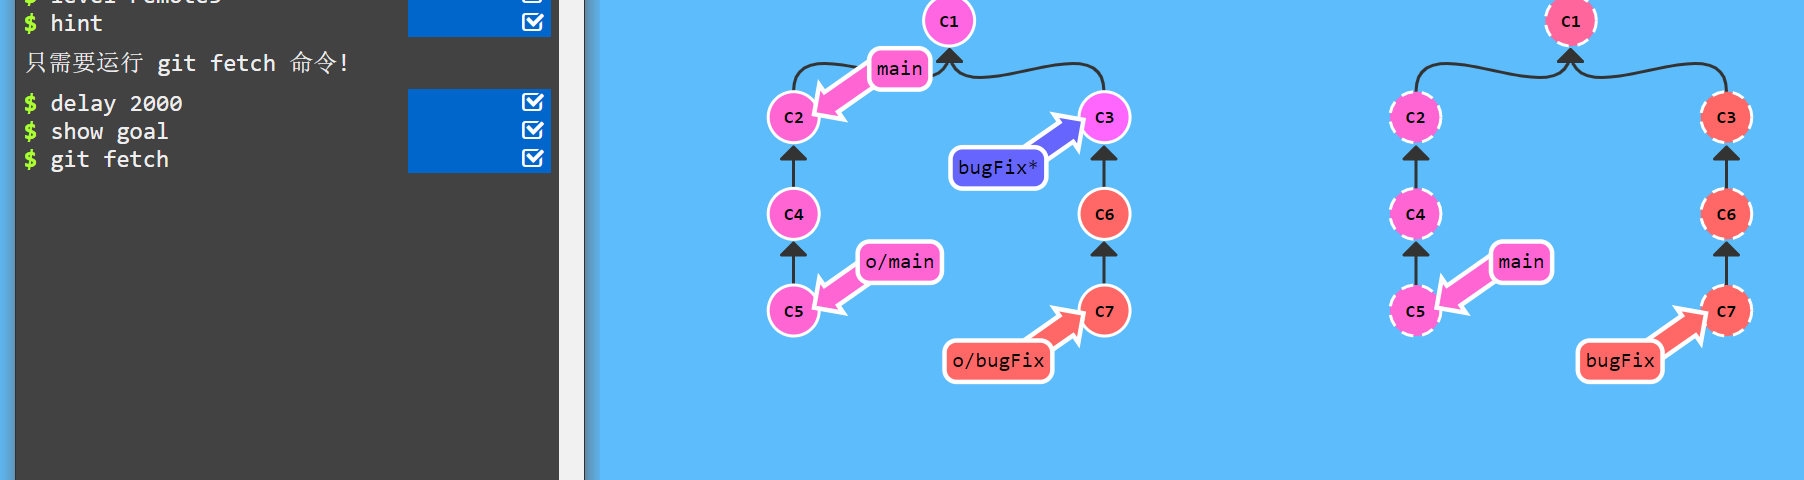 $ level remotes
$ hint
只需要运行 git fetch 命令!
$ delay 2000
$ show goal
$ git fetch
C1
main
C2
C3
bugFix*
C4
C6
o/main
C5
C7
o/bugFix
C1
C2
C3
C4
C6
main
C5
C7
bugFix